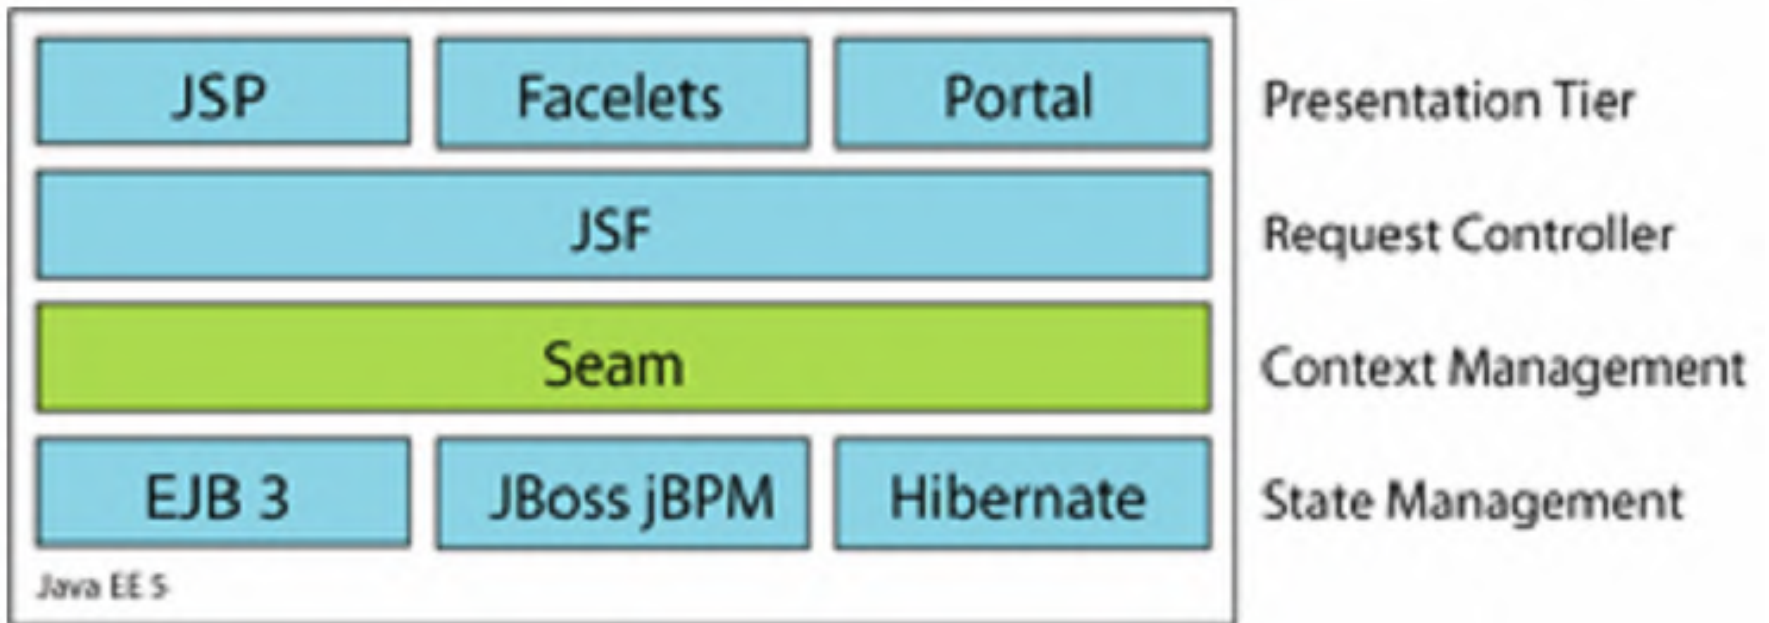 JSP Facelets Portal Presentation Tier
JSF Request Controller
Seam Context Management
EJB 3 JBoss jBPM Hibernate State Management
Java EE 5